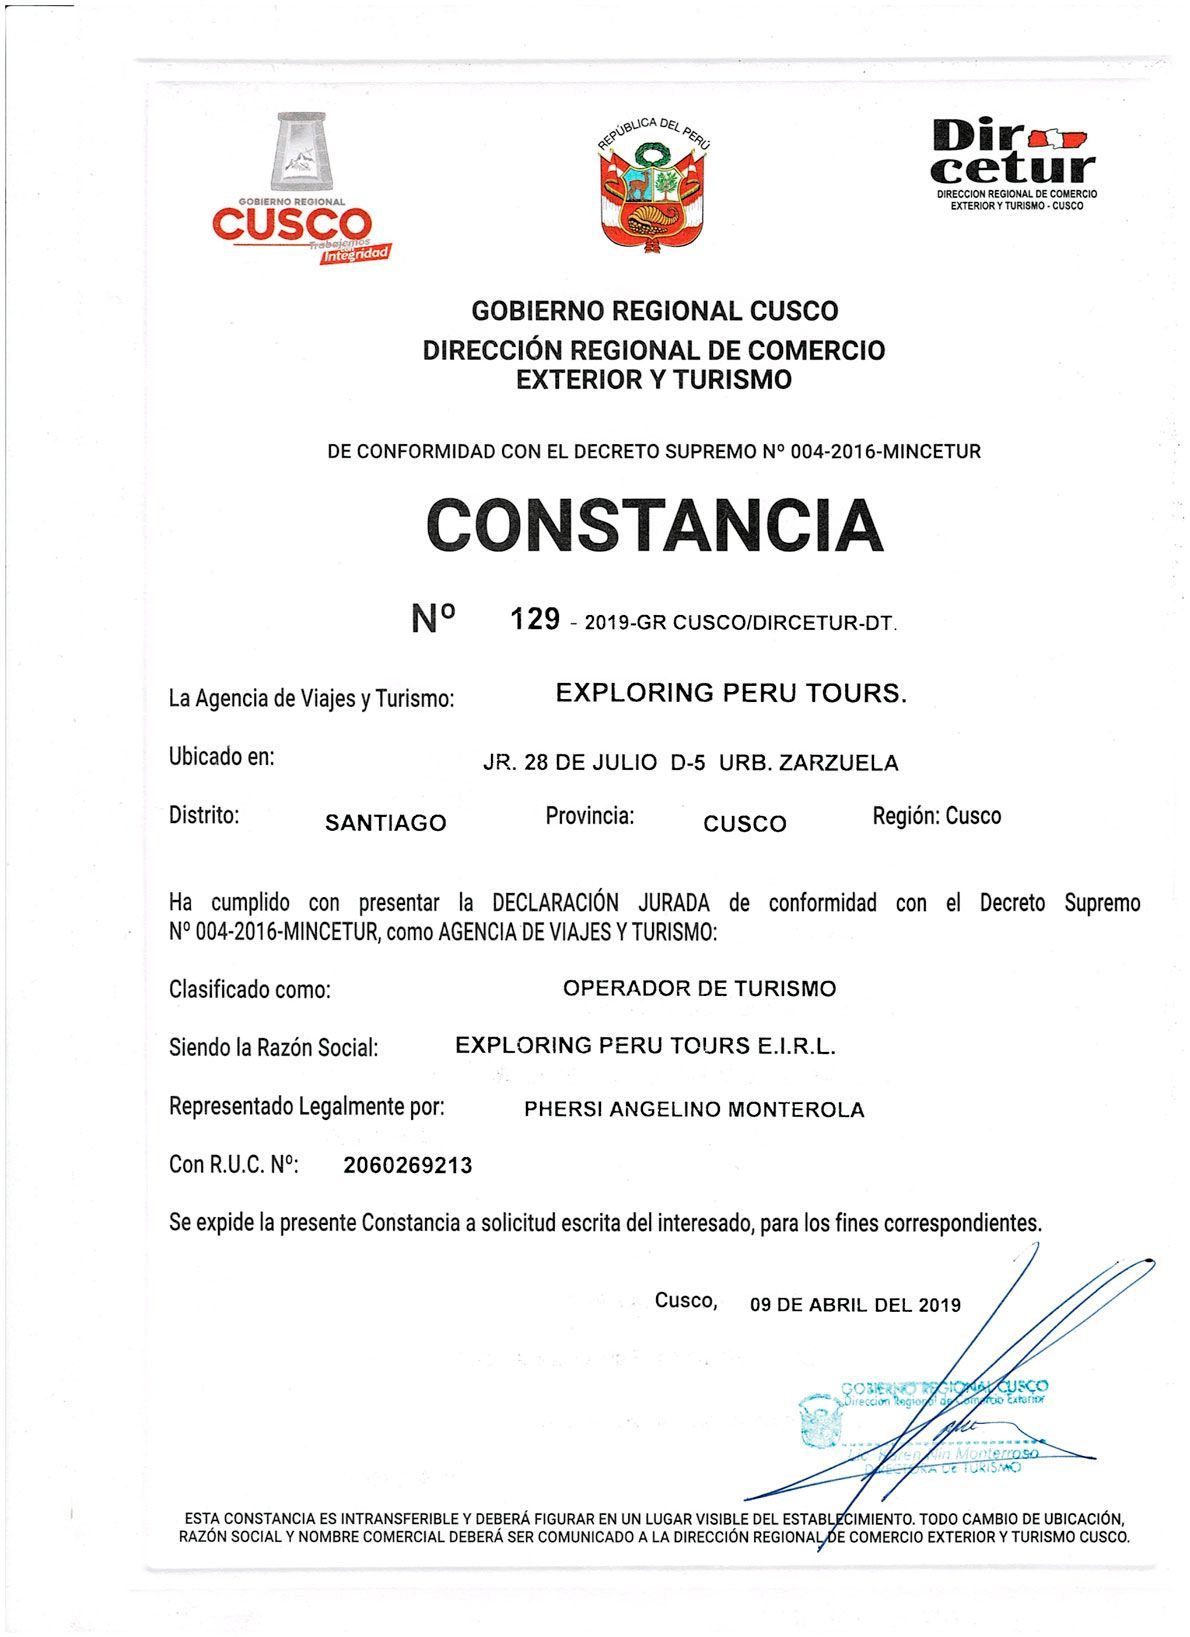 GOBIERNO REGIONAL
CUSCO
Trabajemos con
Integridad
REPÚBLICA DEL PERÚ
Dir
cetur
DIRECCION REGIONAL DE COMERCIO
EXTERIOR Y TURISMO - CUSCO
GOBIERNO REGIONAL CUSCO
DIRECCIÓN REGIONAL DE COMERCIO
EXTERIOR Y TURISMO
DE CONFORMIDAD CON EL DECRETO SUPREMO Nº 004-2016-MINCETUR
CONSTANCIA
Nº 129 - 2019-GR CUSCO/DIRCETUR-DT.
La Agencia de Viajes y Turismo: EXPLORING PERU TOURS.
Ubicado en: JR. 28 DE JULIO D-5 URB. ZARZUELA
Distrito: SANTIAGO Provincia: CUSCO Región: Cusco
Ha cumplido con presentar la DECLARACIÓN JURADA de conformidad con el Decreto Supremo
Nº 004-2016-MINCETUR, como AGENCIA DE VIAJES Y TURISMO:
Clasificado como: OPERADOR DE TURISMO
Siendo la Razón Social: EXPLORING PERU TOURS E.I.R.L.
Representado Legalmente por: PHERSI ANGELINO MONTEROLA
Con R.U.C. Nº: 2060269213
Se expide la presente Constancia a solicitud escrita del interesado, para los fines correspondientes.
Cusco, 09 DE ABRIL DEL 2019
GOBIERNO REGIONAL CUSCO
Dirección Regional de Comercio Exterior
Lic. Karen Monterroso
DIRECTORA DE TURISMO
ESTA CONSTANCIA ES INTRANSFERIBLE Y DEBERÁ FIGURAR EN UN LUGAR VISIBLE DEL ESTABLECIMIENTO. TODO CAMBIO DE UBICACIÓN,
RAZÓN SOCIAL Y NOMBRE COMERCIAL DEBERÁ SER COMUNICADO A LA DIRECCIÓN REGIONAL DE COMERCIO EXTERIOR Y TURISMO CUSCO.